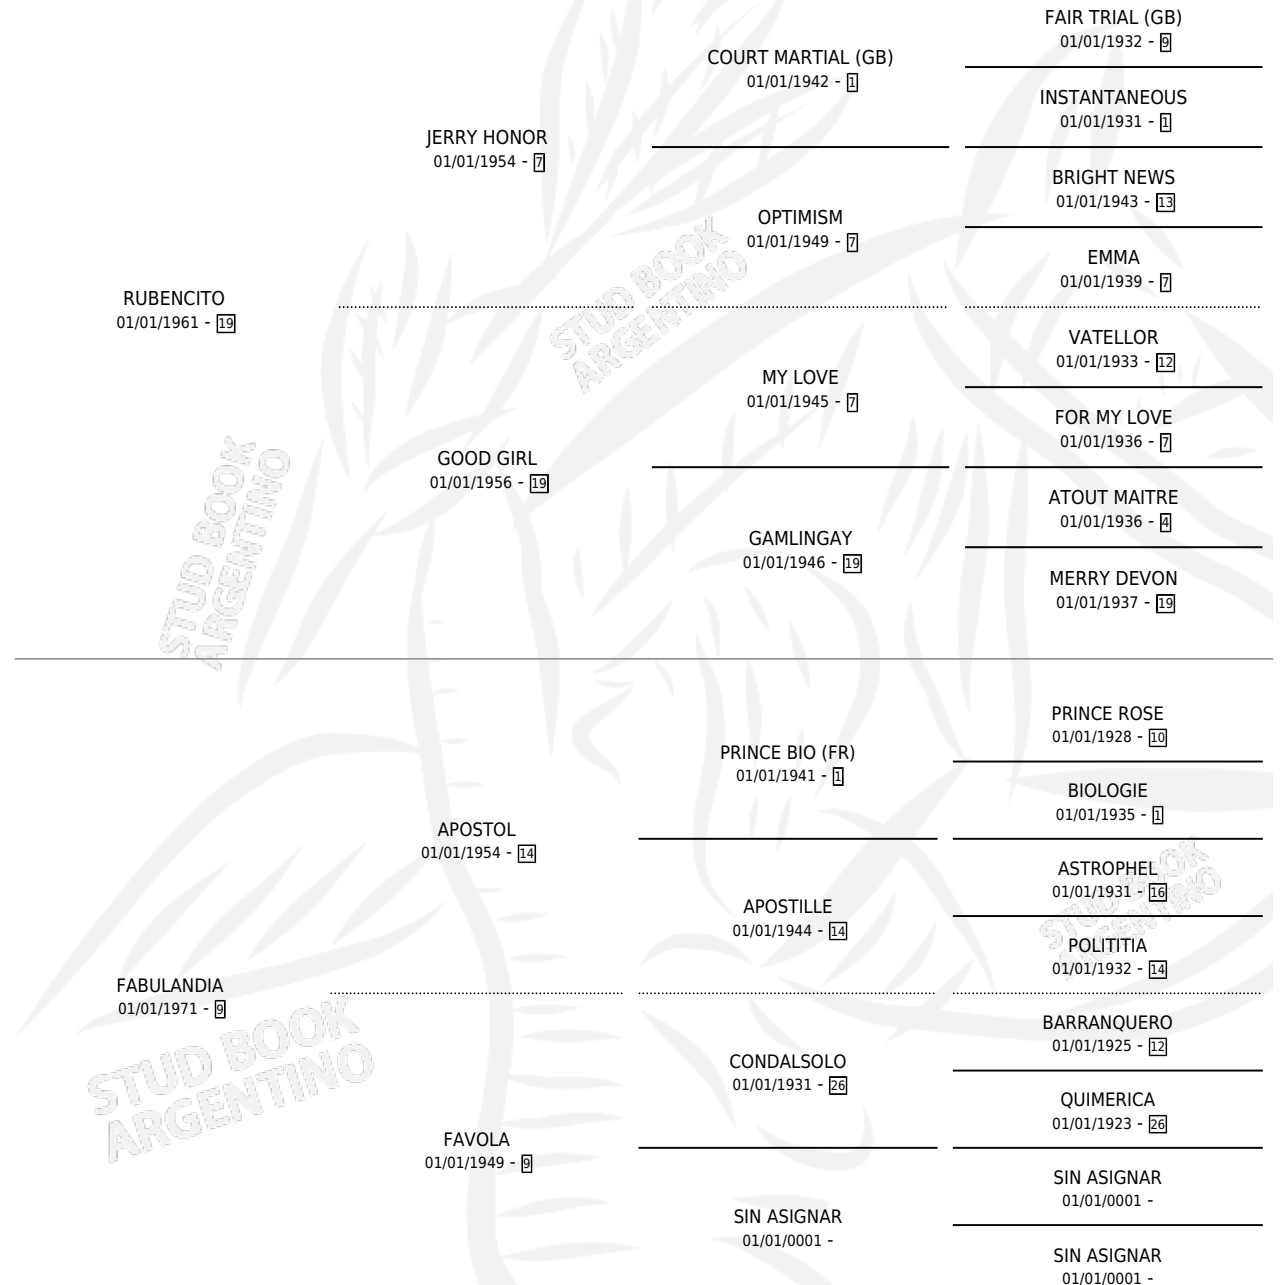 FAIR TRIAL (GB)
01/01/1932 - 9
COURT MARTIAL (GB)
01/01/1942 - 1
INSTANTANEOUS
01/01/1931 - 1
JERRY HONOR
01/01/1954 - 7
BRIGHT NEWS
01/01/1943 - 13
OPTIMISM
01/01/1949 - 7
EMMA
01/01/1939 - 7
RUBENCITO
01/01/1961 - 19
VATELLOR
01/01/1933 - 12
MY LOVE
01/01/1945 - 7
FOR MY LOVE
01/01/1936 - 7
GOOD GIRL
01/01/1956 - 19
ATOUT MAITRE
01/01/1936 - 4
GAMLINGAY
01/01/1946 - 19
MERRY DEVON
01/01/1937 - 19
PRINCE ROSE
01/01/1928 - 10
PRINCE BIO (FR)
01/01/1941 - 1
BIOLOGIE
01/01/1935 - 1
APOSTOL
01/01/1954 - 14
ASTROPHEL
01/01/1931 - 16
APOSTILLE
01/01/1944 - 14
POLITITIA
01/01/1932 - 14
FABULANDIA
01/01/1971 - 9
BARRANQUERO
01/01/1925 - 12
CONDALSOLO
01/01/1931 - 26
QUIMERICA
01/01/1923 - 26
FAVOLA
01/01/1949 - 9
SIN ASIGNAR
01/01/0001 -
SIN ASIGNAR
01/01/0001 -
SIN ASIGNAR
01/01/0001 -
STUD BOOK
ARGENTINO
STUD BOOK
ARGENTINO
STUD BOOK
ARGENTINO
STUD BOOK
ARGENTINO